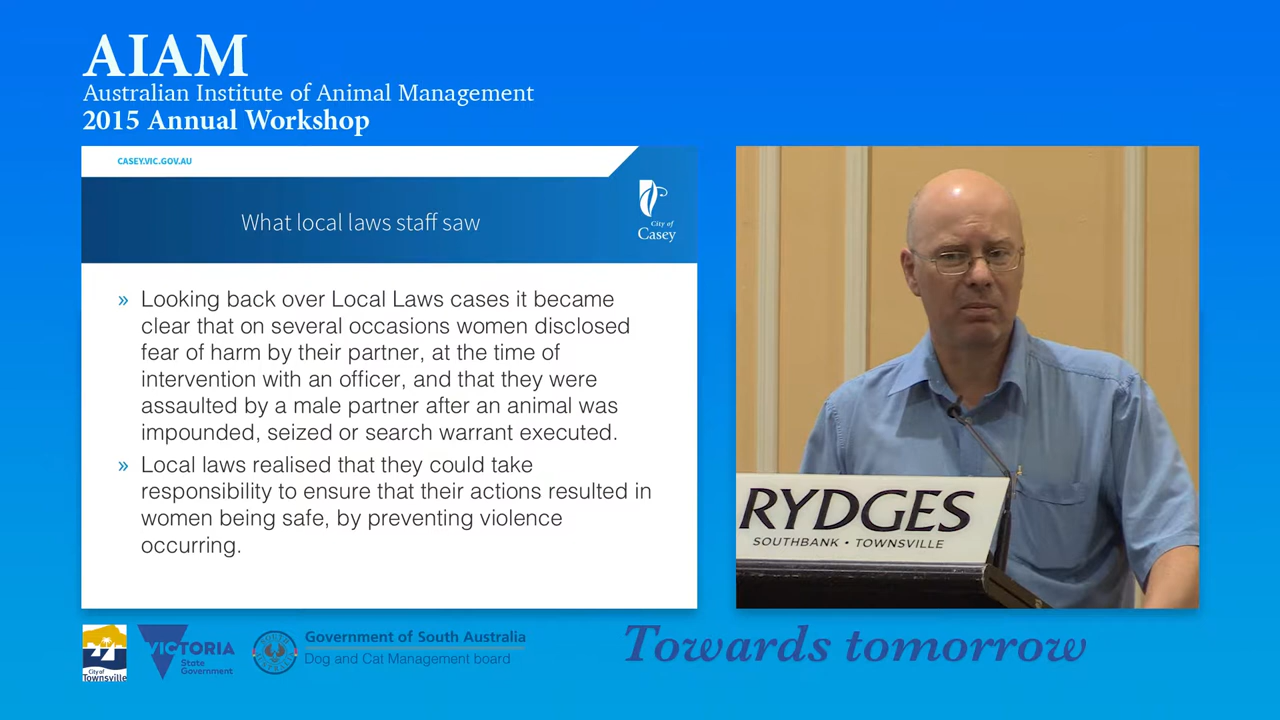 AIAM
Australian Institute of Animal Management
2015 Annual Workshop
CASEY.VIC.GOV.AU
What local laws staff saw
City of
Casey
» Looking back over Local Laws cases it became
clear that on several occasions women disclosed
fear of harm by their partner, at the time of
intervention with an officer, and that they were
assaulted by a male partner after an animal was
impounded, seized or search warrant executed.
» Local laws realised that they could take
responsibility to ensure that their actions resulted in
women being safe, by preventing violence
occurring.
RYDGES
SOUTHBANK • TOWNSVILLE
City of
Townsville
VICTORIA
State
Government
SOUTH
AUSTRALIA
Government of South Australia
Dog and Cat Management board
Towards tomorrow